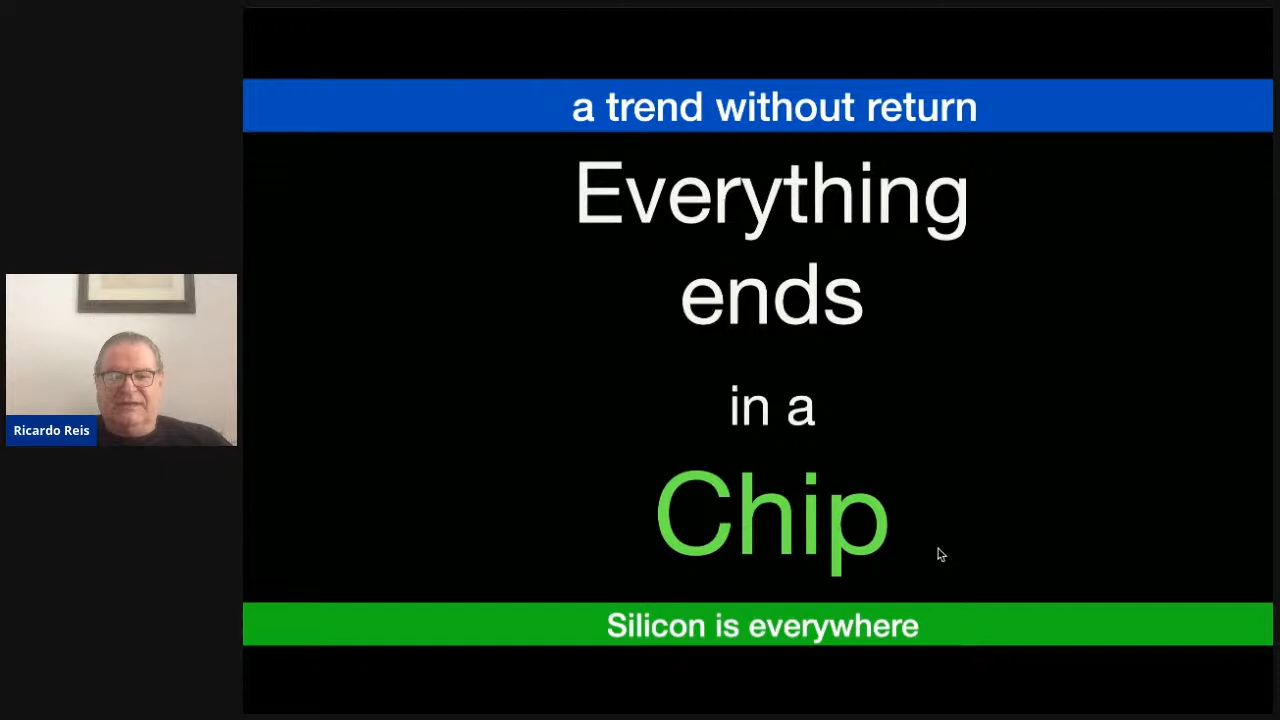 a trend without return
Everything
ends
in a
Chip
Ricardo Reis
Silicon is everywhere